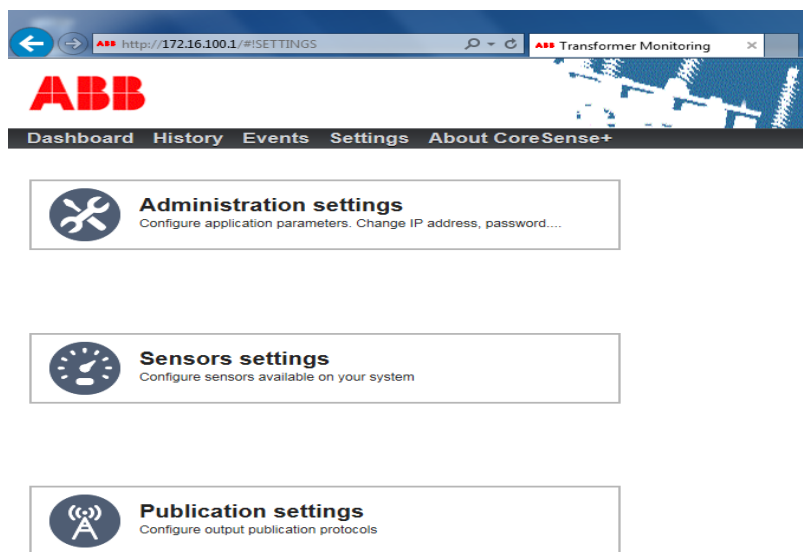 ABB http://172.16.100.1/#!SETTINGS ABB Transformer Monitoring
ABB
Dashboard History Events Settings About CoreSense+
Administration settings
Configure application parameters. Change IP address, password....
Sensors settings
Configure sensors available on your system
Publication settings
Configure output publication protocols